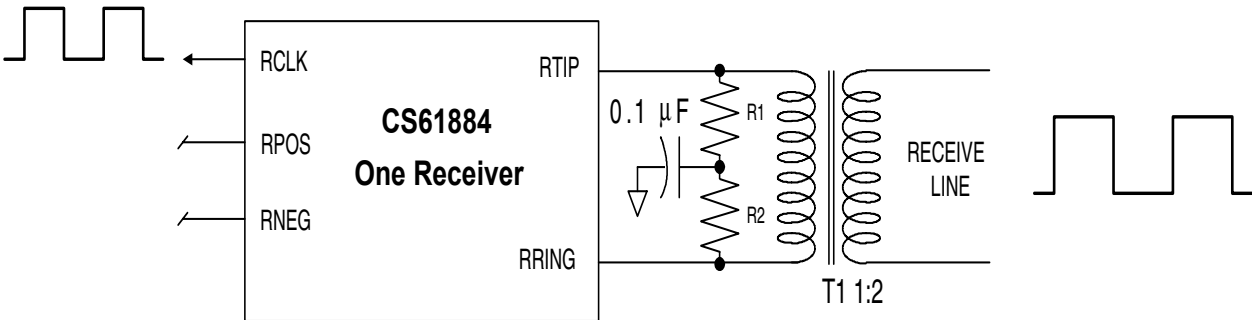 RCLK
RPOS
RNEG
CS61884
One Receiver
RTIP
RRING
0.1 μF
R1
R2
T1 1:2
RECEIVE
LINE